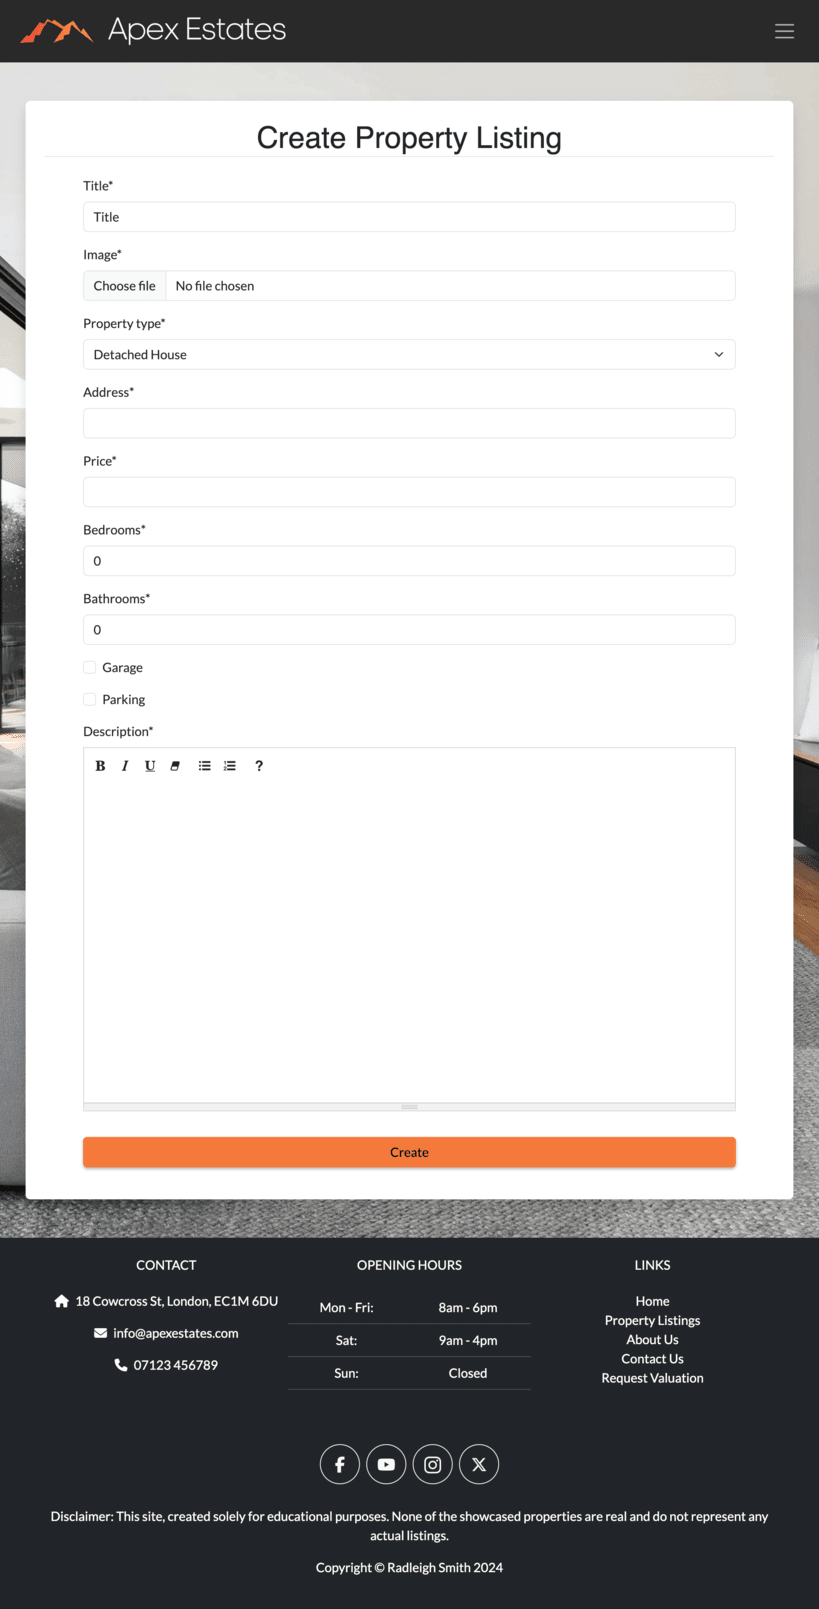 Apex Estates
Create Property Listing
Title*
Title
Image*
Choose file No file chosen
Property type*
Detached House
Address*
Price*
Bedrooms*
0
Bathrooms*
0
Garage
Parking
Description*
B I U ?
Create
CONTACT
18 Cowcross St, London, EC1M 6DU
info@apexestates.com
07123 456789
OPENING HOURS
Mon - Fri: 8am - 6pm
Sat: 9am - 4pm
Sun: Closed
LINKS
Home
Property Listings
About Us
Contact Us
Request Valuation
Disclaimer: This site, created solely for educational purposes. None of the showcased properties are real and do not represent any
actual listings.
Copyright © Radleigh Smith 2024